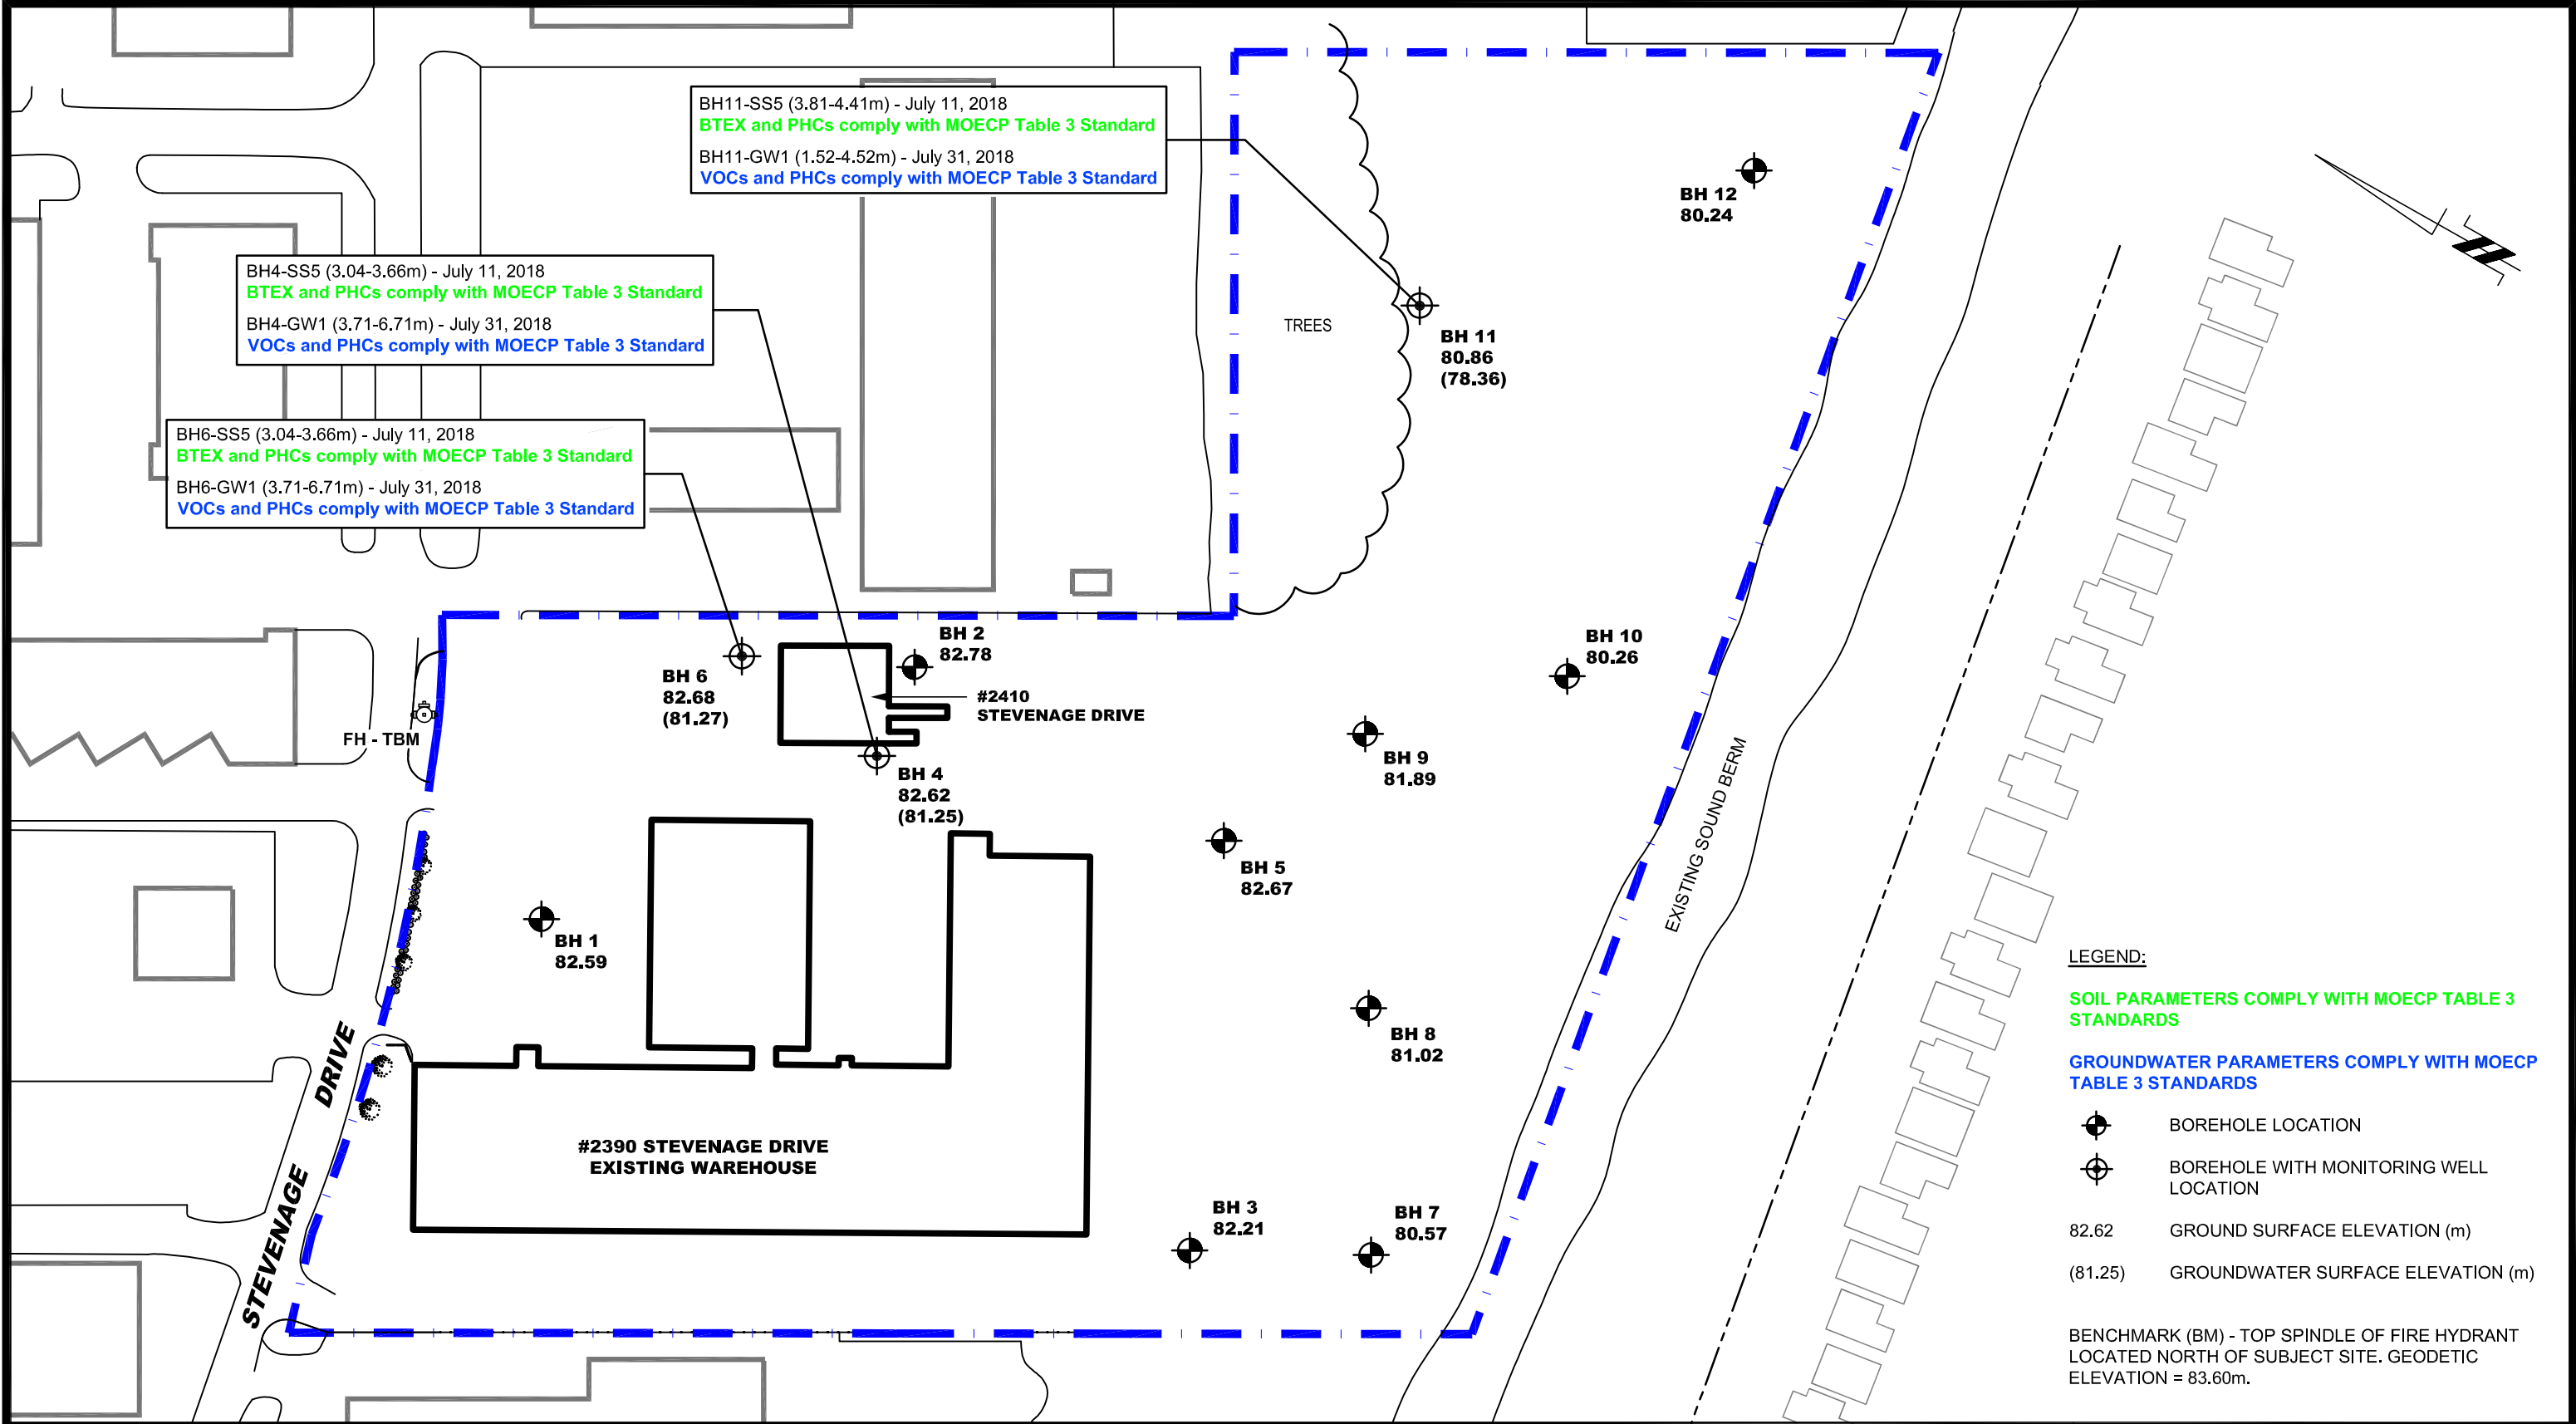 BH11-SS5 (3.81-4.41m) - July 11, 2018
BTEX and PHCs comply with MOECP Table 3 Standard
BH11-GW1 (1.52-4.52m) - July 31, 2018
VOCs and PHCs comply with MOECP Table 3 Standard
BH4-SS5 (3.04-3.66m) - July 11, 2018
BTEX and PHCs comply with MOECP Table 3 Standard
BH4-GW1 (3.71-6.71m) - July 31, 2018
VOCs and PHCs comply with MOECP Table 3 Standard
BH6-SS5 (3.04-3.66m) - July 11, 2018
BTEX and PHCs comply with MOECP Table 3 Standard
BH6-GW1 (3.71-6.71m) - July 31, 2018
VOCs and PHCs comply with MOECP Table 3 Standard
BH 12
80.24
TREES
BH 11
80.86
(78.36)
BH 2
82.78
BH 6
82.68
(81.27)
#2410
STEVENAGE DRIVE
BH 10
80.26
FH - TBM
BH 4
82.62
(81.25)
BH 9
81.89
EXISTING SOUND BERM
BH 5
82.67
BH 1
82.59
BH 8
81.02
STEVENAGE DRIVE
#2390 STEVENAGE DRIVE
EXISTING WAREHOUSE
BH 3
82.21
BH 7
80.57
LEGEND:
SOIL PARAMETERS COMPLY WITH MOECP TABLE 3
STANDARDS
GROUNDWATER PARAMETERS COMPLY WITH MOECP
TABLE 3 STANDARDS
BOREHOLE LOCATION
BOREHOLE WITH MONITORING WELL
LOCATION
82.62 GROUND SURFACE ELEVATION (m)
(81.25) GROUNDWATER SURFACE ELEVATION (m)
BENCHMARK (BM) - TOP SPINDLE OF FIRE HYDRANT
LOCATED NORTH OF SUBJECT SITE. GEODETIC
ELEVATION = 83.60m.